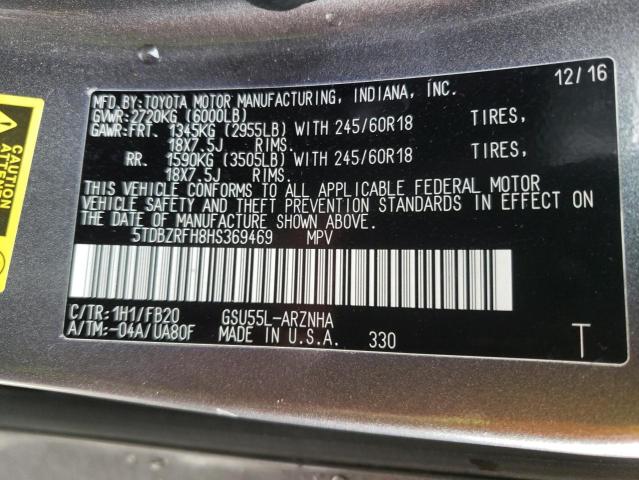 12/16
MFD.BY:TOYOTA MOTOR MANUFACTURING, INDIANA, INC.
GVWR:2720KG (6000LB)
GAWR:FRT. 1345KG (2955LB) WITH 245/60R18 TIRES,
18X7.5J RIMS.
RR. 1590KG (3505LB) WITH 245/60R18 TIRES,
18X7.5J RIMS.
THIS VEHICLE CONFORMS TO ALL APPLICABLE FEDERAL MOTOR
VEHICLE SAFETY AND THEFT PREVENTION STANDARDS IN EFFECT ON
THE DATE OF MANUFACTURE SHOWN ABOVE.
5TDBZRFH8HS369469 MPV
C/TR:1H1/FB20 GSU55L-ARZNHA
A/TM:-04A/UA80F MADE IN U.S.A. 330 T
CAUTION
ATTENTION